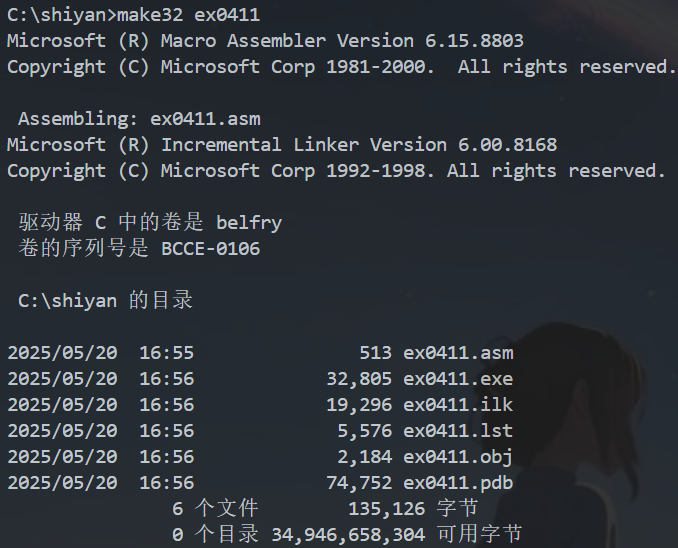 C:\shiyan>make32 ex0411
Microsoft (R) Macro Assembler Version 6.15.8803
Copyright (C) Microsoft Corp 1981-2000.  All rights reserved.
Assembling: ex0411.asm
Microsoft (R) Incremental Linker Version 6.00.8168
Copyright (C) Microsoft Corp 1992-1998. All rights reserved.
驱动器 C 中的卷是 belfry
卷的序列号是 BCCE-0106
C:\shiyan 的目录
2025/05/20  16:55               513 ex0411.asm
2025/05/20  16:56            32,805 ex0411.exe
2025/05/20  16:56            19,296 ex0411.ilk
2025/05/20  16:56             5,576 ex0411.lst
2025/05/20  16:56             2,184 ex0411.obj
2025/05/20  16:56            74,752 ex0411.pdb
6 个文件        135,126 字节
0 个目录 34,946,658,304 可用字节